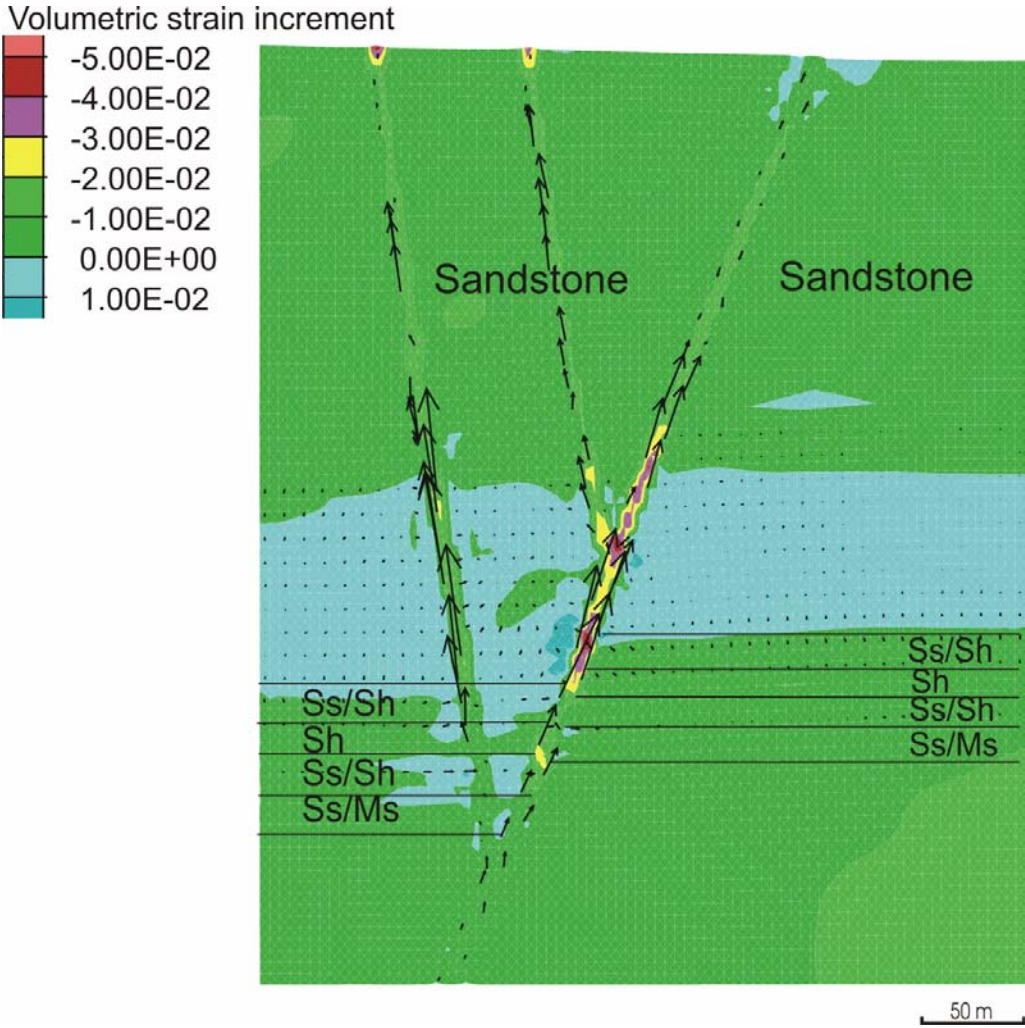 Volumetric strain increment
-5.00E-02
-4.00E-02
-3.00E-02
-2.00E-02
-1.00E-02
0.00E+00
1.00E-02
Sandstone
Sandstone
Ss/Sh
Sh
Ss/Sh
Ss/Ms
Ss/Sh
Sh
Ss/Sh
Ss/Ms
50 m